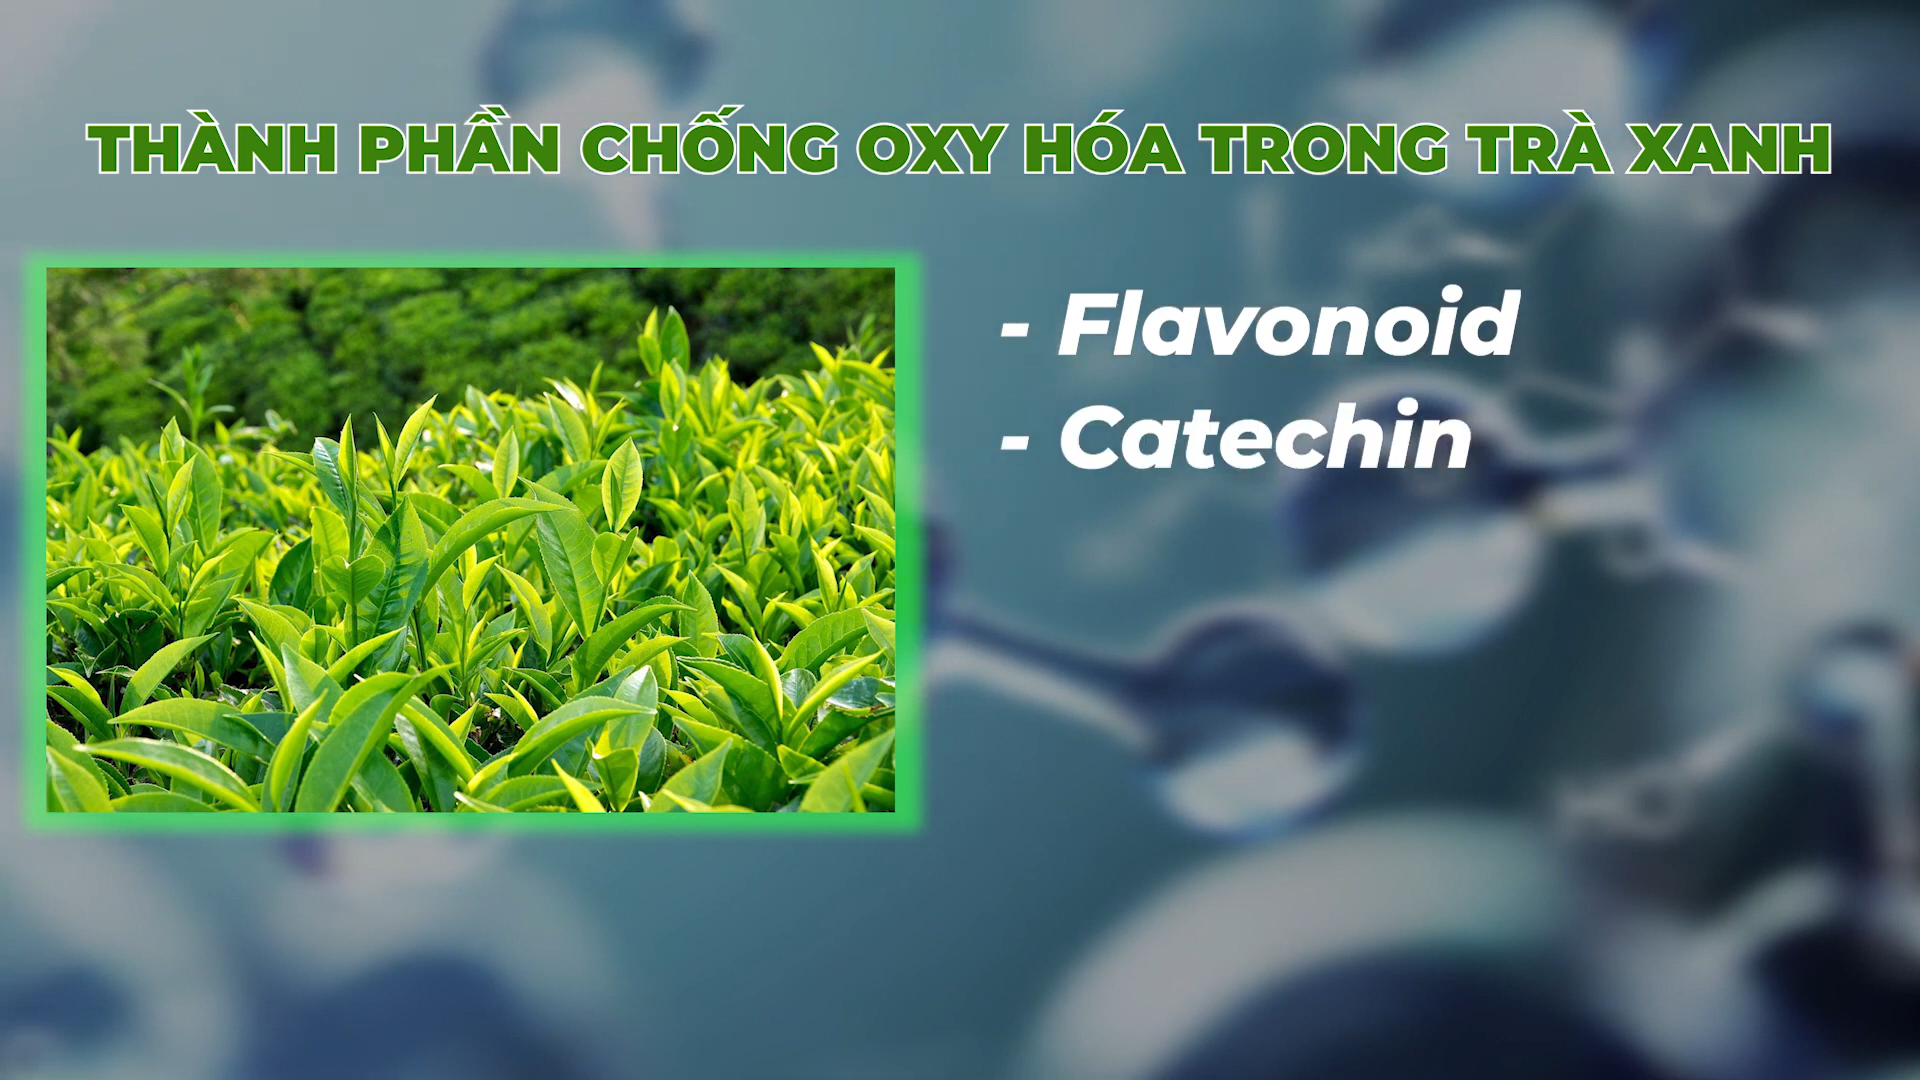 THÀNH PHẦN CHỐNG OXY HÓA TRONG TRÀ XANH
- Flavonoid
- Catechin